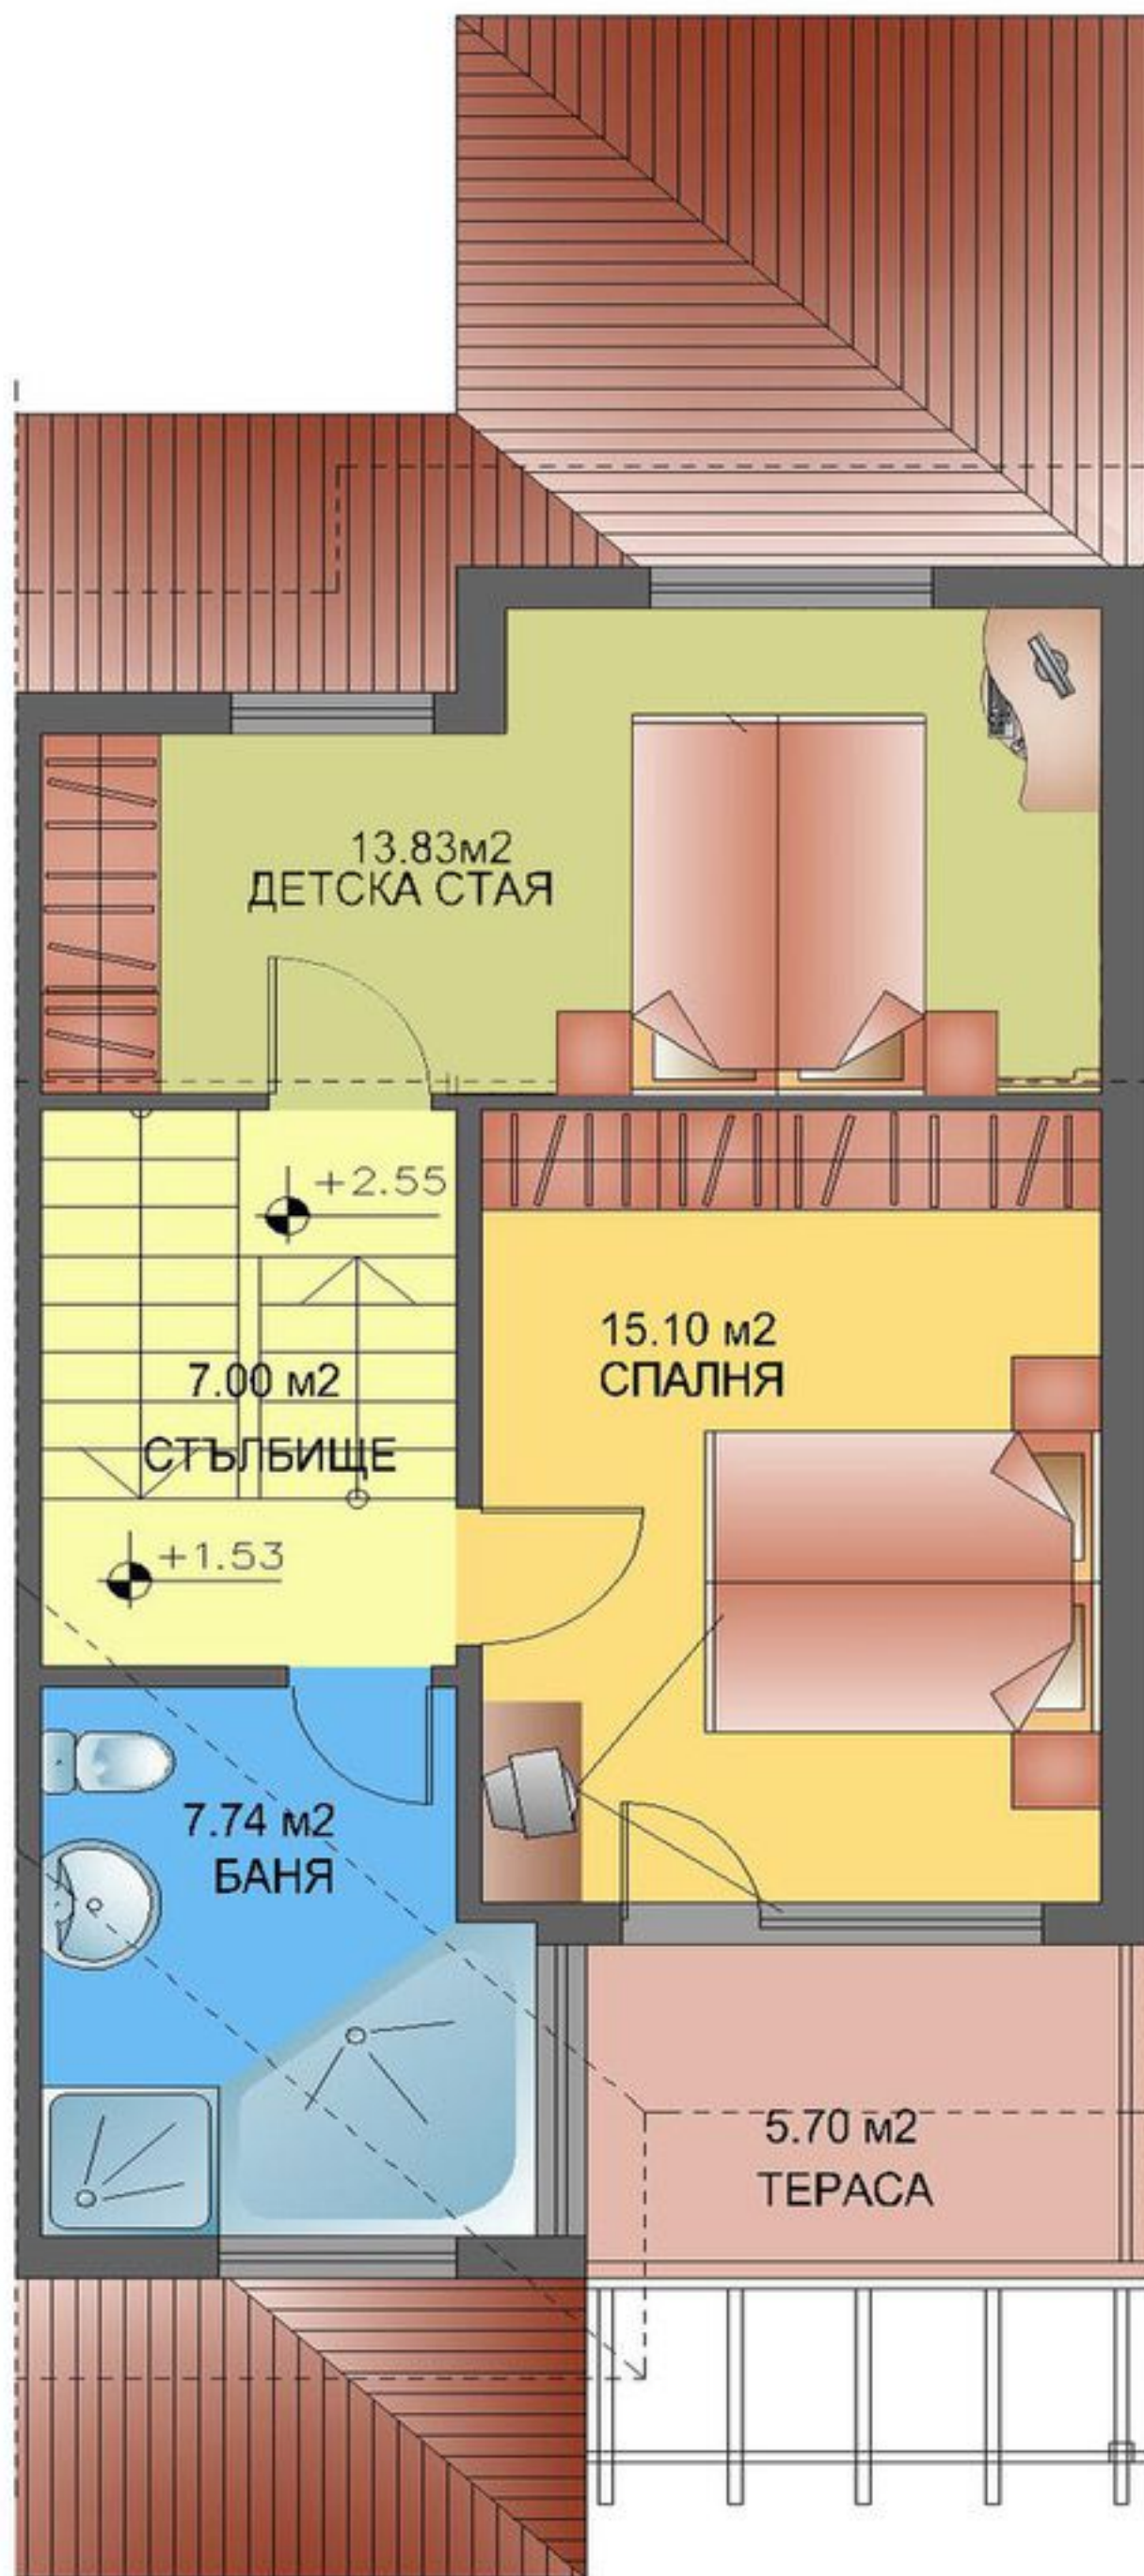 13.83м2
ДЕТСКА СТАЯ
+2.55
15.10 м2
СПАЛНЯ
7.00 м2
СТЪЛБИЩЕ
+1.53
7.74 м2
БАНЯ
5.70 м2
ТЕРАСА